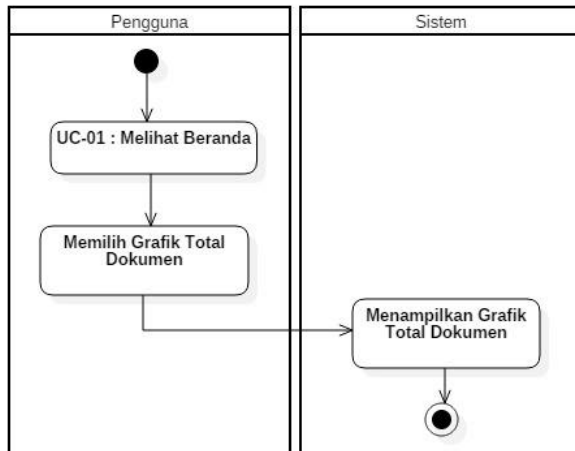 Pengguna
Sistem
UC-01 : Melihat Beranda
Memilih Grafik Total
Dokumen
Menampilkan Grafik
Total Dokumen